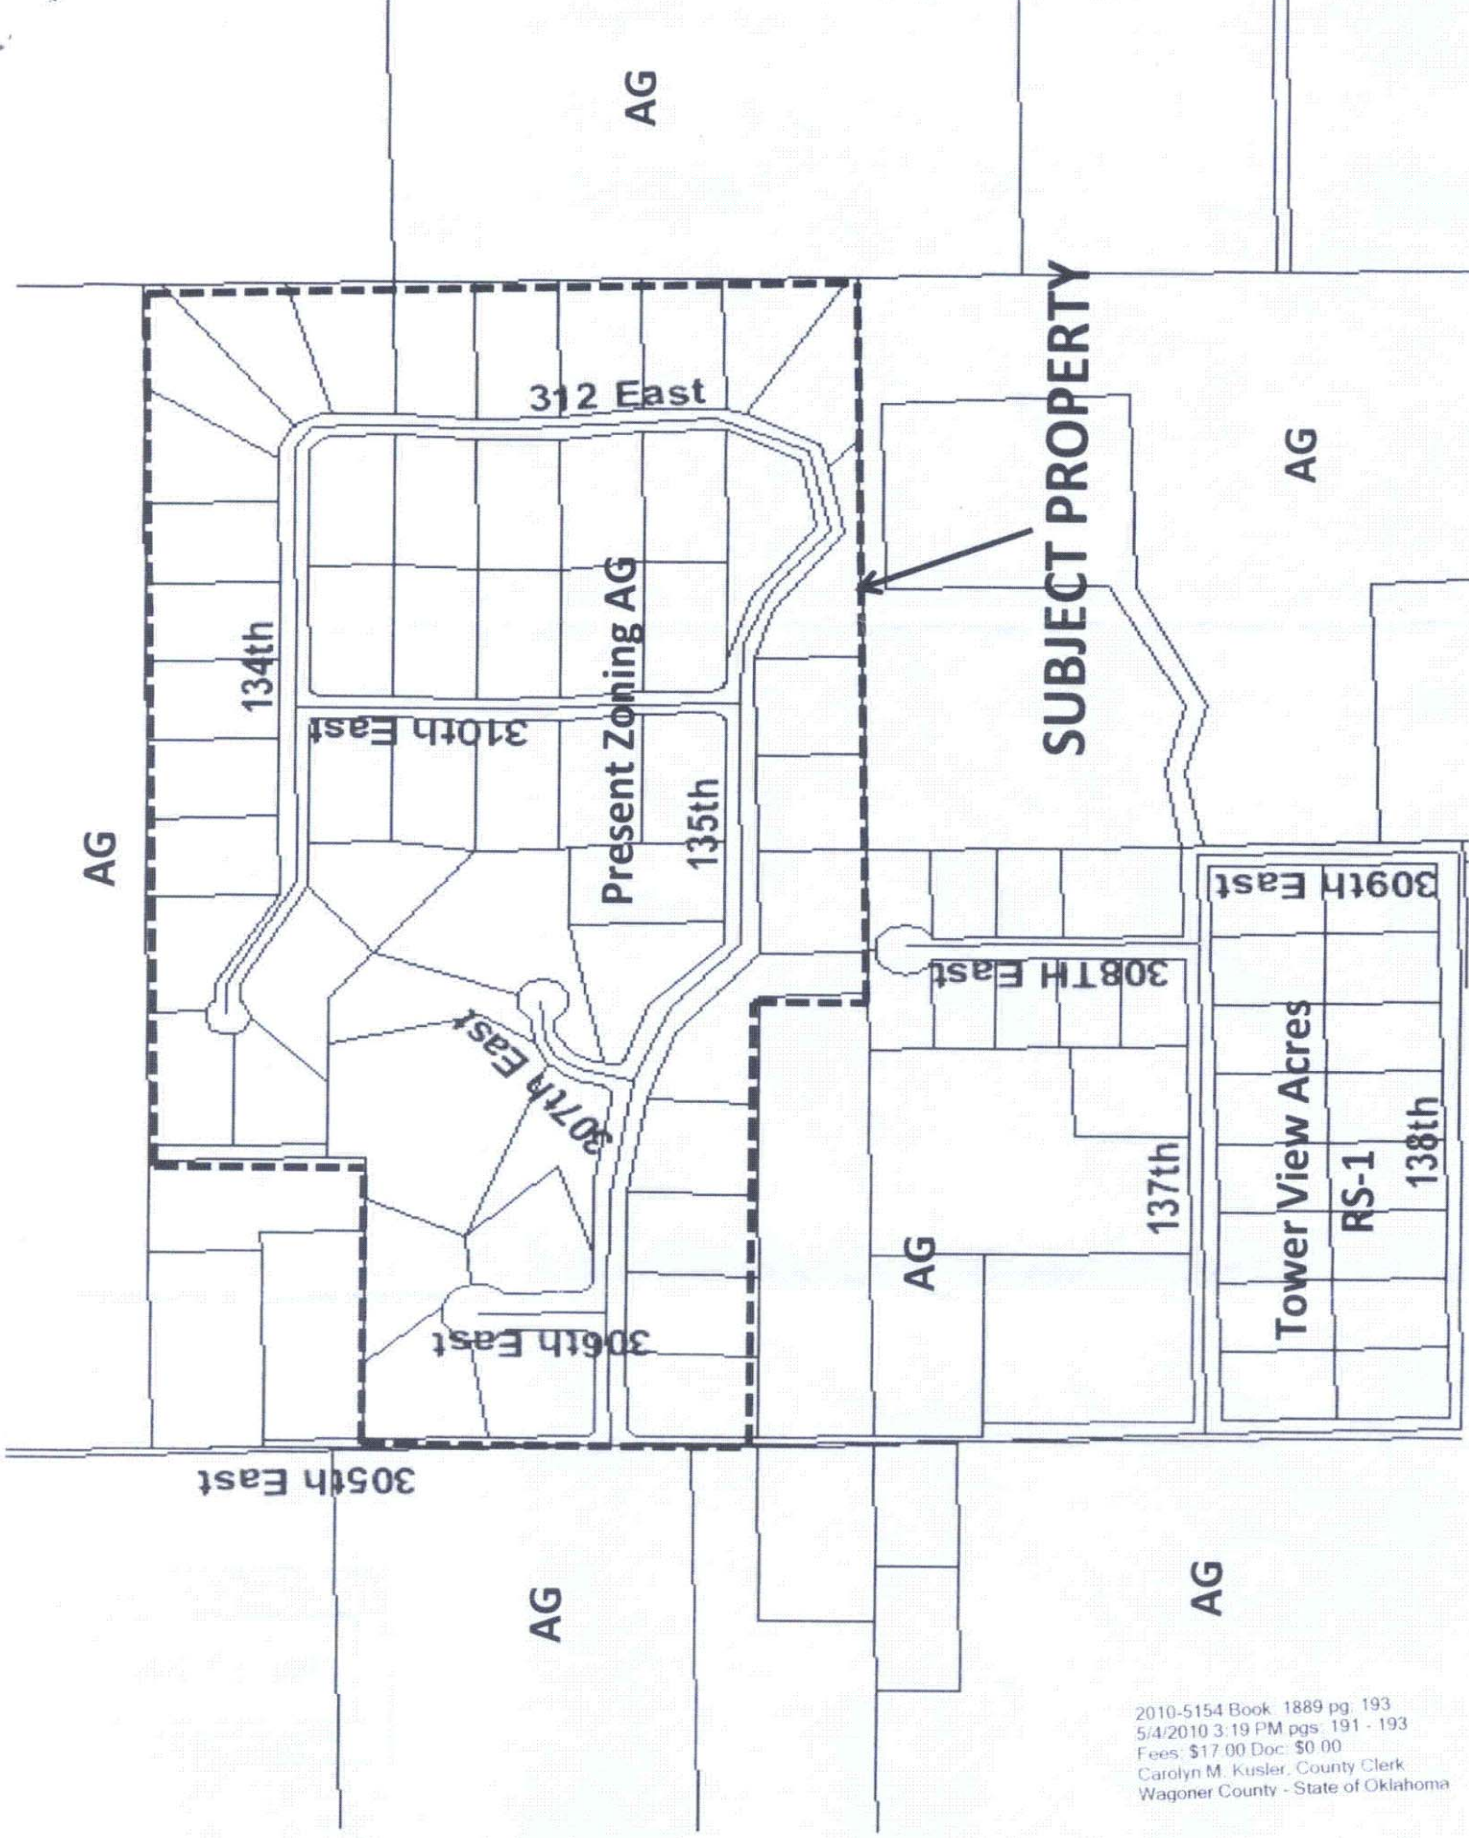 AG
AG
312 East
134th
310th East
Present Zoning AG
135th
SUBJECT PROPERTY
AG
AG
309th East
308TH East
307th East
306th East
305th East
137th
Tower View Acres
RS-1
138th
AG
AG
AG
2010-5154 Book: 1889 pg: 193
5/4/2010 3:19 PM pgs: 191 - 193
Fees: $17.00 Doc: $0.00
Carolyn M. Kusler, County Clerk
Wagoner County - State of Oklahoma